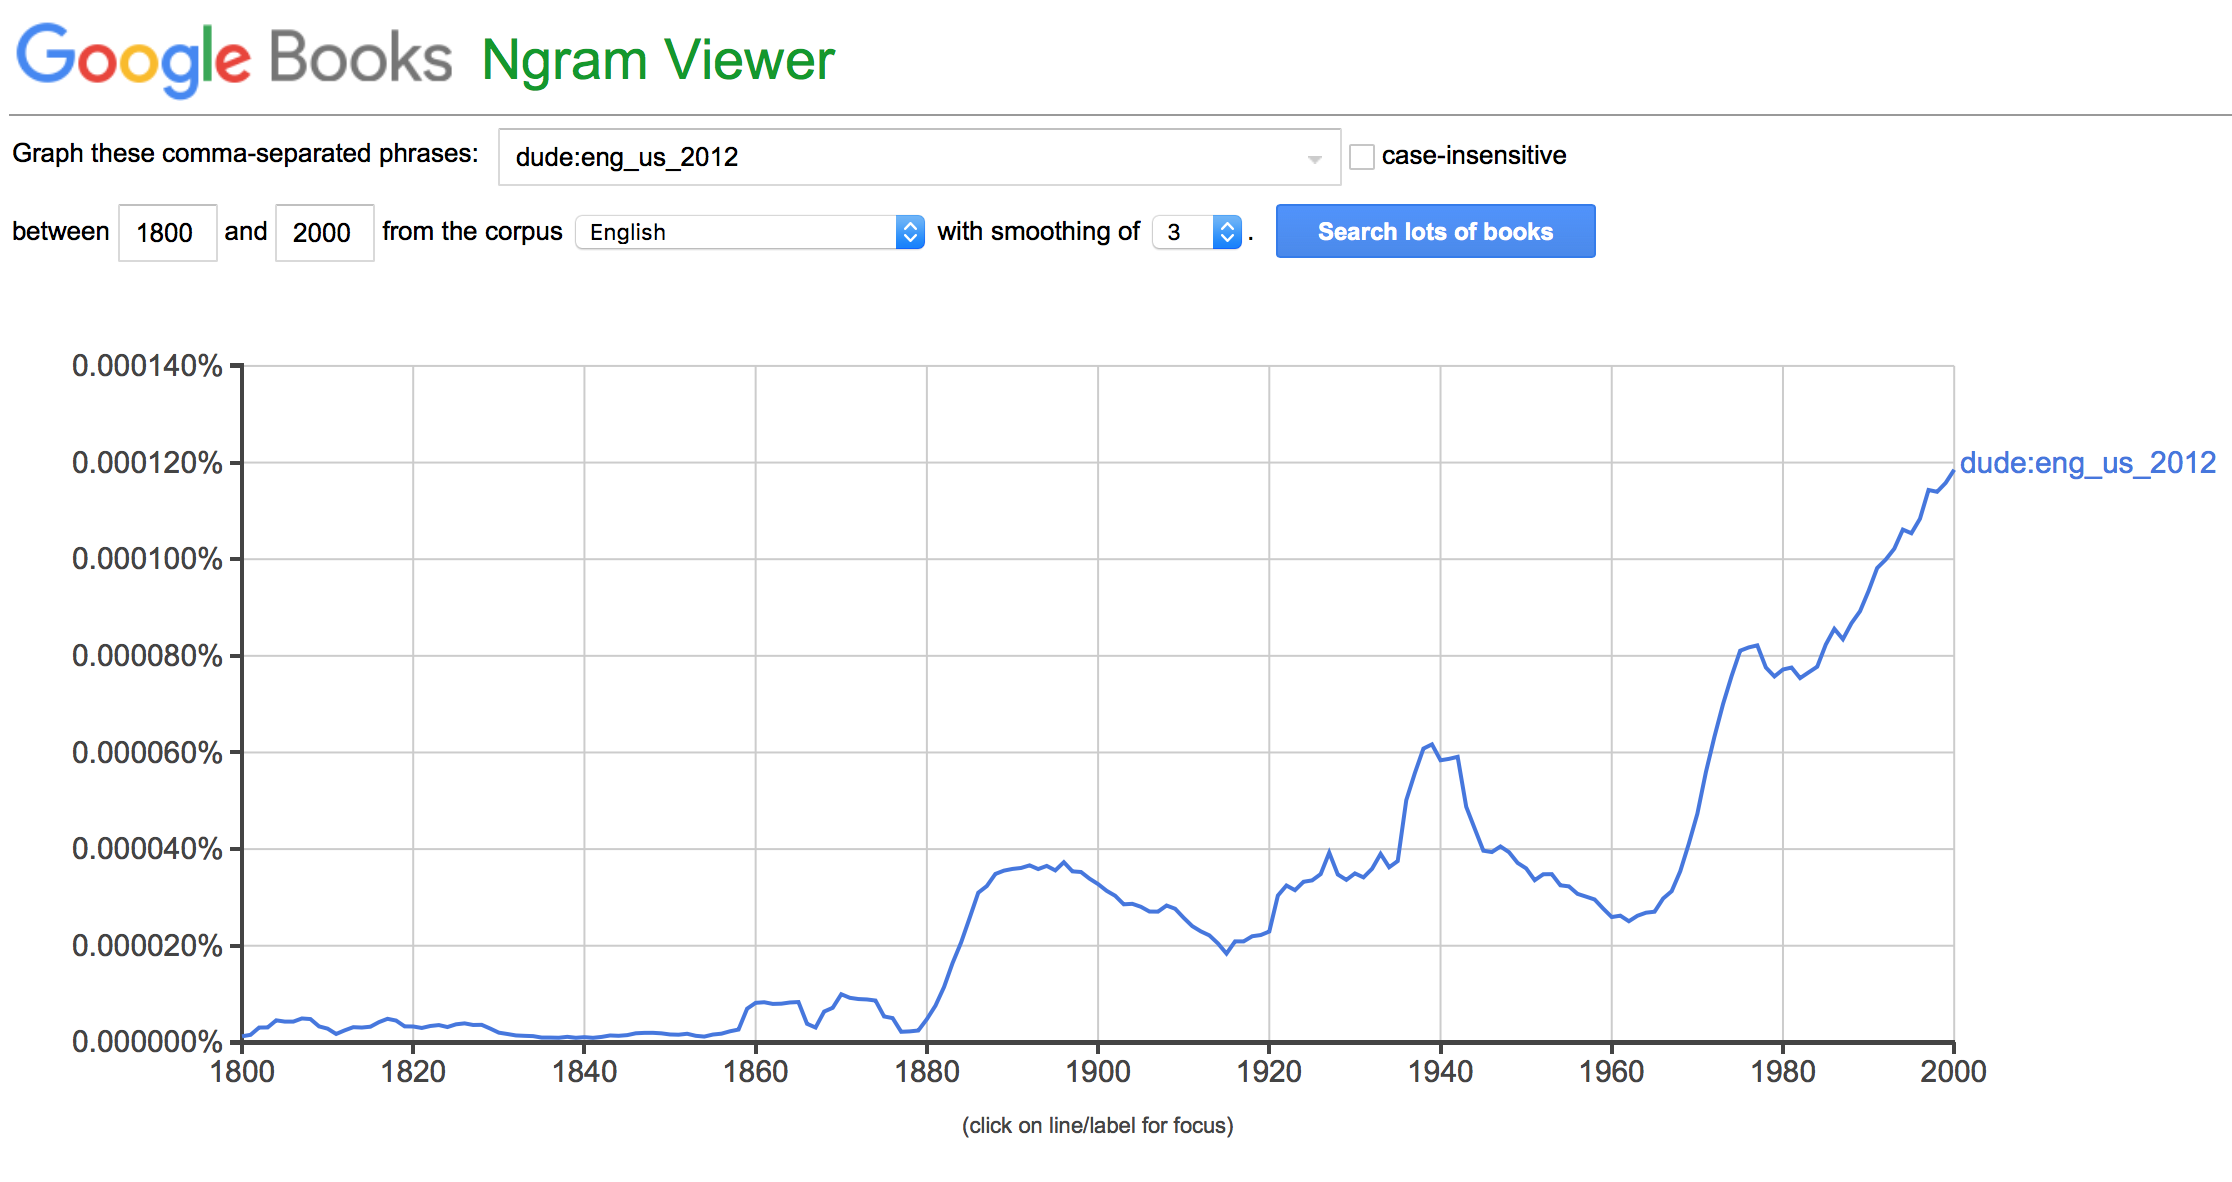 Google Books Ngram Viewer
Graph these comma-separated phrases: dude:eng_us_2012 case-insensitive
between 1800 and 2000 from the corpus English with smoothing of 3 . Search lots of books
0.000140%
0.000120%
dude:eng_us_2012
0.000100%
0.000080%
0.000060%
0.000040%
0.000020%
0.000000%
1800 1820 1840 1860 1880 1900 1920 1940 1960 1980 2000
(click on line/label for focus)